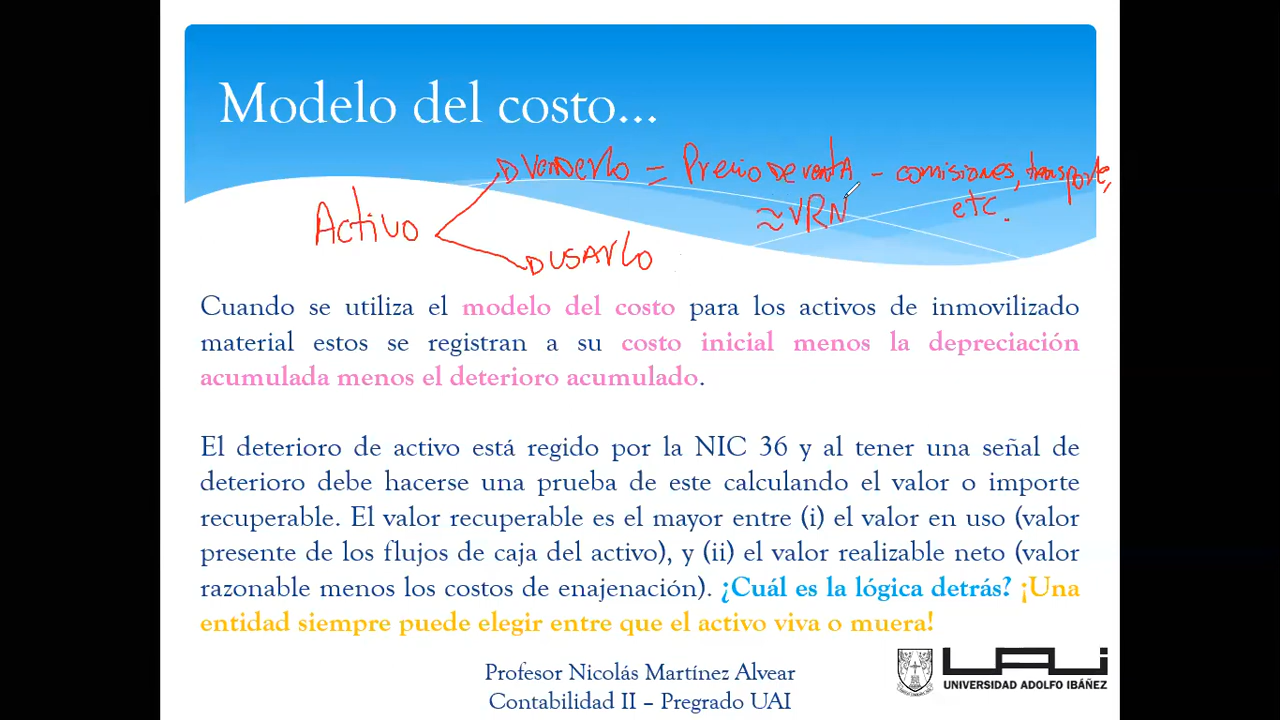 Modelo del costo...
Venderlo = Precio de venta – comisiones, transporte,
≈ VRN etc.
Activo
Usarlo
Cuando se utiliza el modelo del costo para los activos de inmovilizado
material estos se registran a su costo inicial menos la depreciación
acumulada menos el deterioro acumulado.
El deterioro de activo está regido por la NIC 36 y al tener una señal de
deterioro debe hacerse una prueba de este calculando el valor o importe
recuperable. El valor recuperable es el mayor entre (i) el valor en uso (valor
presente de los flujos de caja del activo), y (ii) el valor realizable neto (valor
razonable menos los costos de enajenación). ¿Cuál es la lógica detrás? ¡Una
entidad siempre puede elegir entre que el activo viva o muera!
Profesor Nicolás Martínez Alvear
Contabilidad II – Pregrado UAI
UAI
UNIVERSIDAD ADOLFO IBÁÑEZ